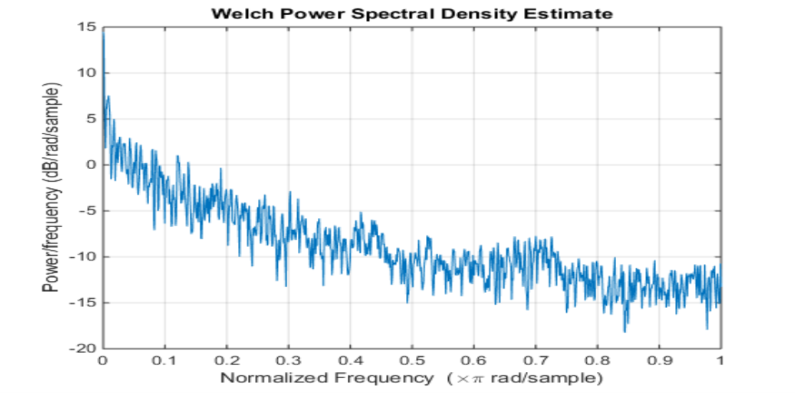 Welch Power Spectral Density Estimate
15
10
5
0
-5
-10
-15
-20
Power/frequency (dB/rad/sample)
0 0.1 0.2 0.3 0.4 0.5 0.6 0.7 0.8 0.9 1
Normalized Frequency (×π rad/sample)